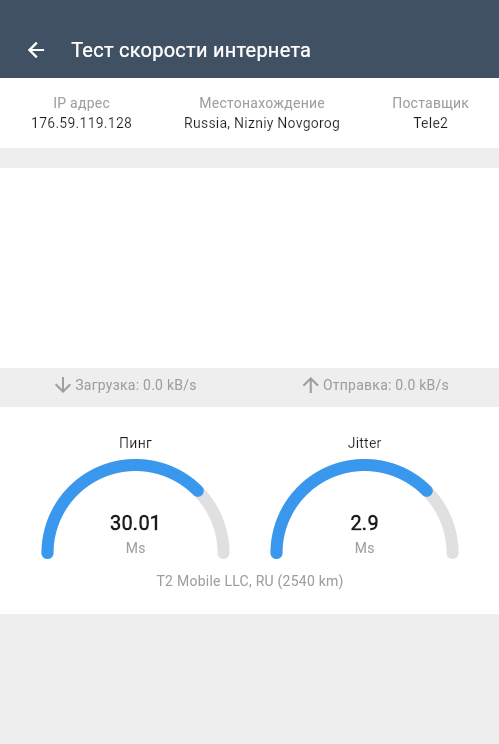 Тест скорости интернета
IP адрес
Местонахождение
Поставщик
176.59.119.128
Russia, Nizniy Novgorog
Tele2
Загрузка: 0.0 kB/s
Отправка: 0.0 kB/s
Пинг
Jitter
30.01
2.9
Ms
Ms
T2 Mobile LLC, RU (2540 km)